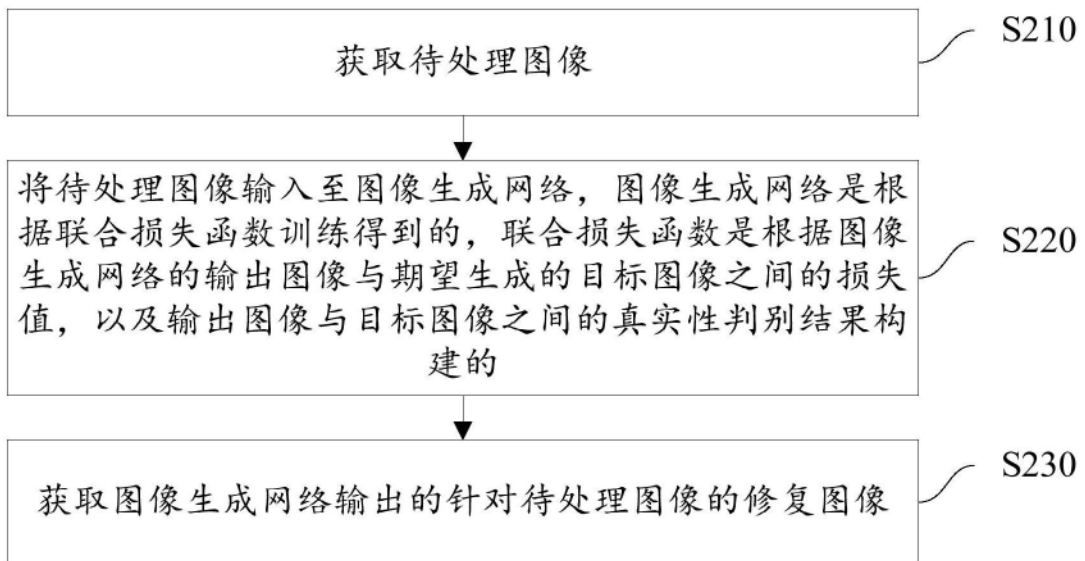 获取待处理图像
S210
将待处理图像输入至图像生成网络，图像生成网络是根
据联合损失函数训练得到的，联合损失函数是根据图像
生成网络的输出图像与期望生成的目标图像之间的损失
值，以及输出图像与目标图像之间的真实性判别结果构
建的
S220
获取图像生成网络输出的针对待处理图像的修复图像
S230